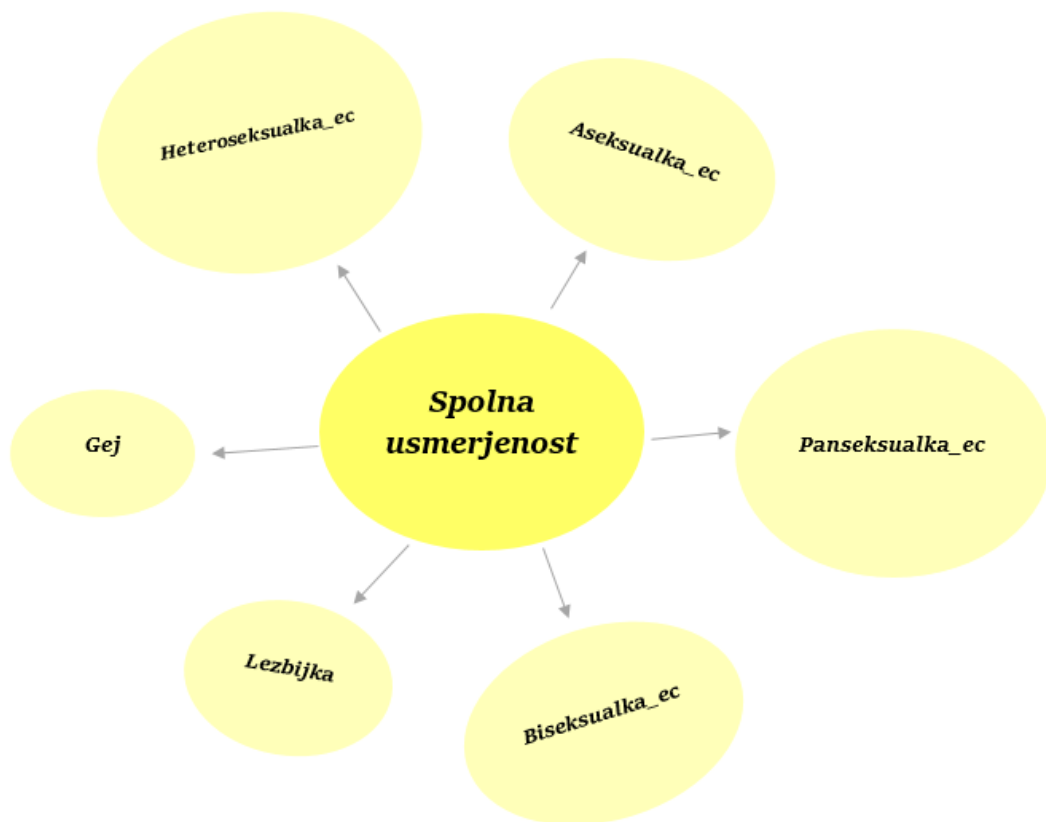 Heteroseksualka_ec
Aseksualka_ec
Spolna
usmerjenost
Gej
Panseksualka_ec
Lezbijka
Biseksualka_ec